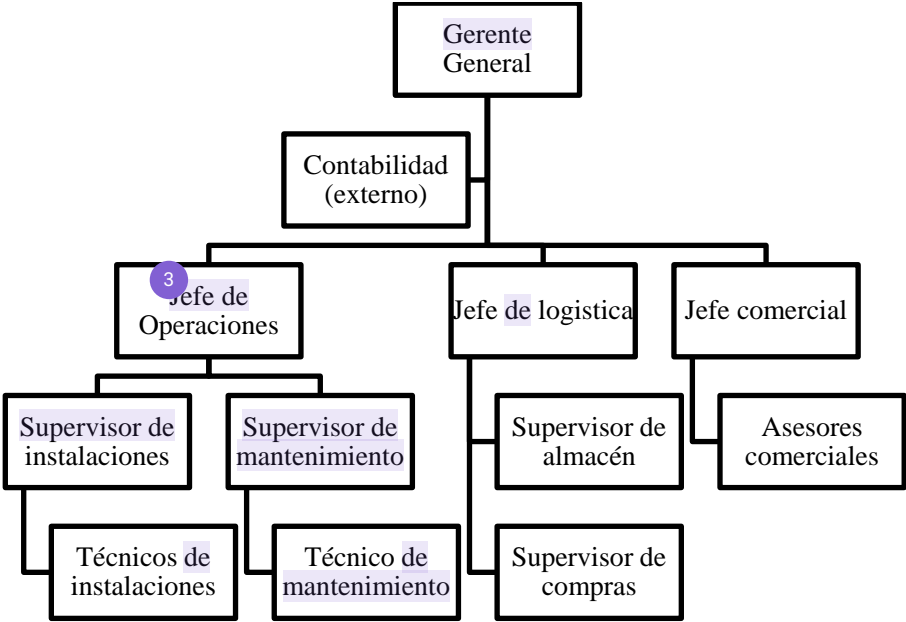 Gerente
General
Contabilidad
(externo)
3
Jefe de
Operaciones
Jefe de logistica
Jefe comercial
Supervisor de
instalaciones
Supervisor de
mantenimiento
Supervisor de
almacén
Asesores
comerciales
Técnicos de
instalaciones
Técnico de
mantenimiento
Supervisor de
compras